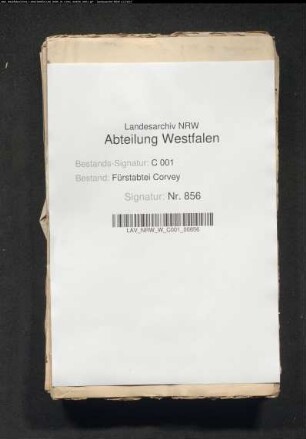 Landesarchiv NRW
Abteilung Westfalen
Bestands-Signatur: C 001
Bestand: Fürstabtei Corvey
Signatur: Nr. 856
LAV_NRW_W_C001_00856